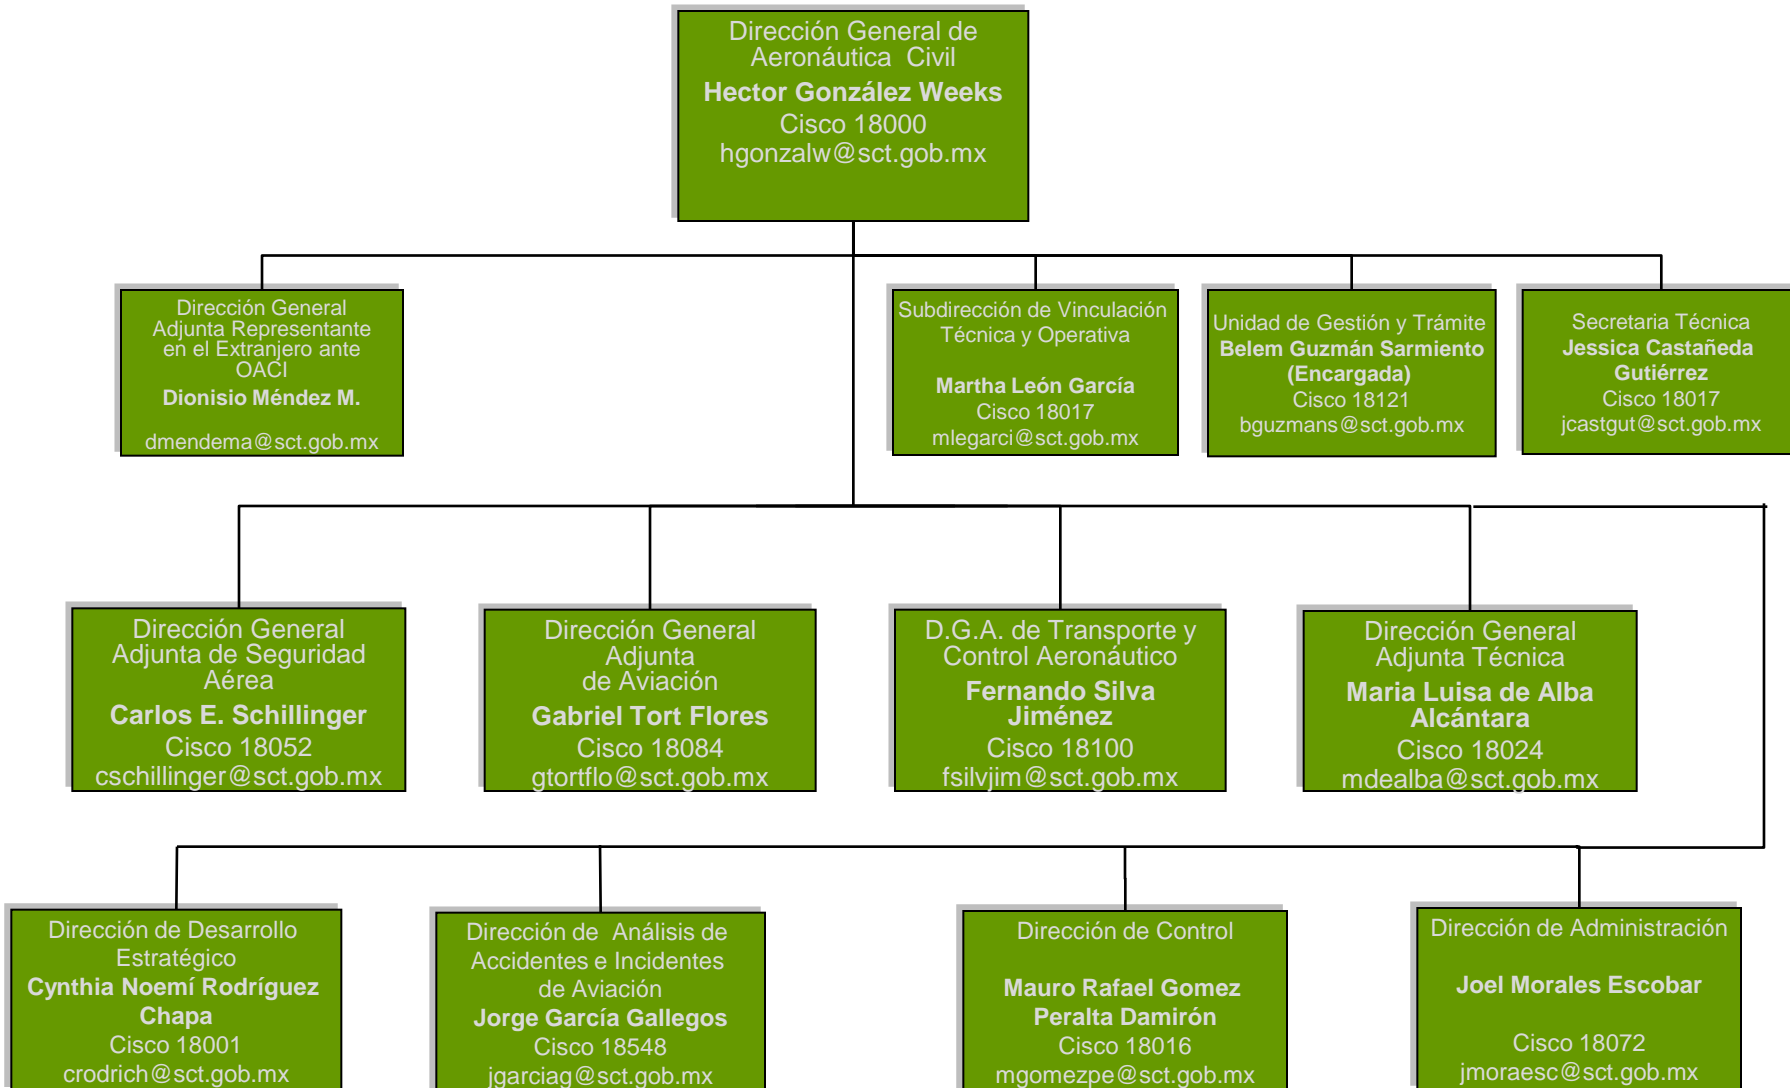 Dirección General de
Aeronáutica Civil
Hector González Weeks
Cisco 18000
hgonzalw@sct.gob.mx
Dirección General
Adjunta Representante
en el Extranjero ante
OACI
Dionisio Méndez M.
dmendema@sct.gob.mx
Subdirección de Vinculación
Técnica y Operativa
Martha León García
Cisco 18017
mlegarci@sct.gob.mx
Unidad de Gestión y Trámite
Belem Guzmán Sarmiento
(Encargada)
Cisco 18121
bguzmans@sct.gob.mx
Secretaria Técnica
Jessica Castañeda
Gutiérrez
Cisco 18017
jcastgut@sct.gob.mx
Dirección General
Adjunta de Seguridad
Aérea
Carlos E. Schillinger
Cisco 18052
cschillinger@sct.gob.mx
Dirección General
Adjunta
de Aviación
Gabriel Tort Flores
Cisco 18084
gtortflo@sct.gob.mx
D.G.A. de Transporte y
Control Aeronáutico
Fernando Silva
Jiménez
Cisco 18100
fsilvjim@sct.gob.mx
Dirección General
Adjunta Técnica
Maria Luisa de Alba
Alcántara
Cisco 18024
mdealba@sct.gob.mx
Dirección de Desarrollo
Estratégico
Cynthia Noemí Rodríguez
Chapa
Cisco 18001
crodrich@sct.gob.mx
Dirección de Análisis de
Accidentes e Incidentes
de Aviación
Jorge García Gallegos
Cisco 18548
jgarciag@sct.gob.mx
Dirección de Control
Mauro Rafael Gomez
Peralta Damirón
Cisco 18016
mgomezpe@sct.gob.mx
Dirección de Administración
Joel Morales Escobar
Cisco 18072
jmoraesc@sct.gob.mx